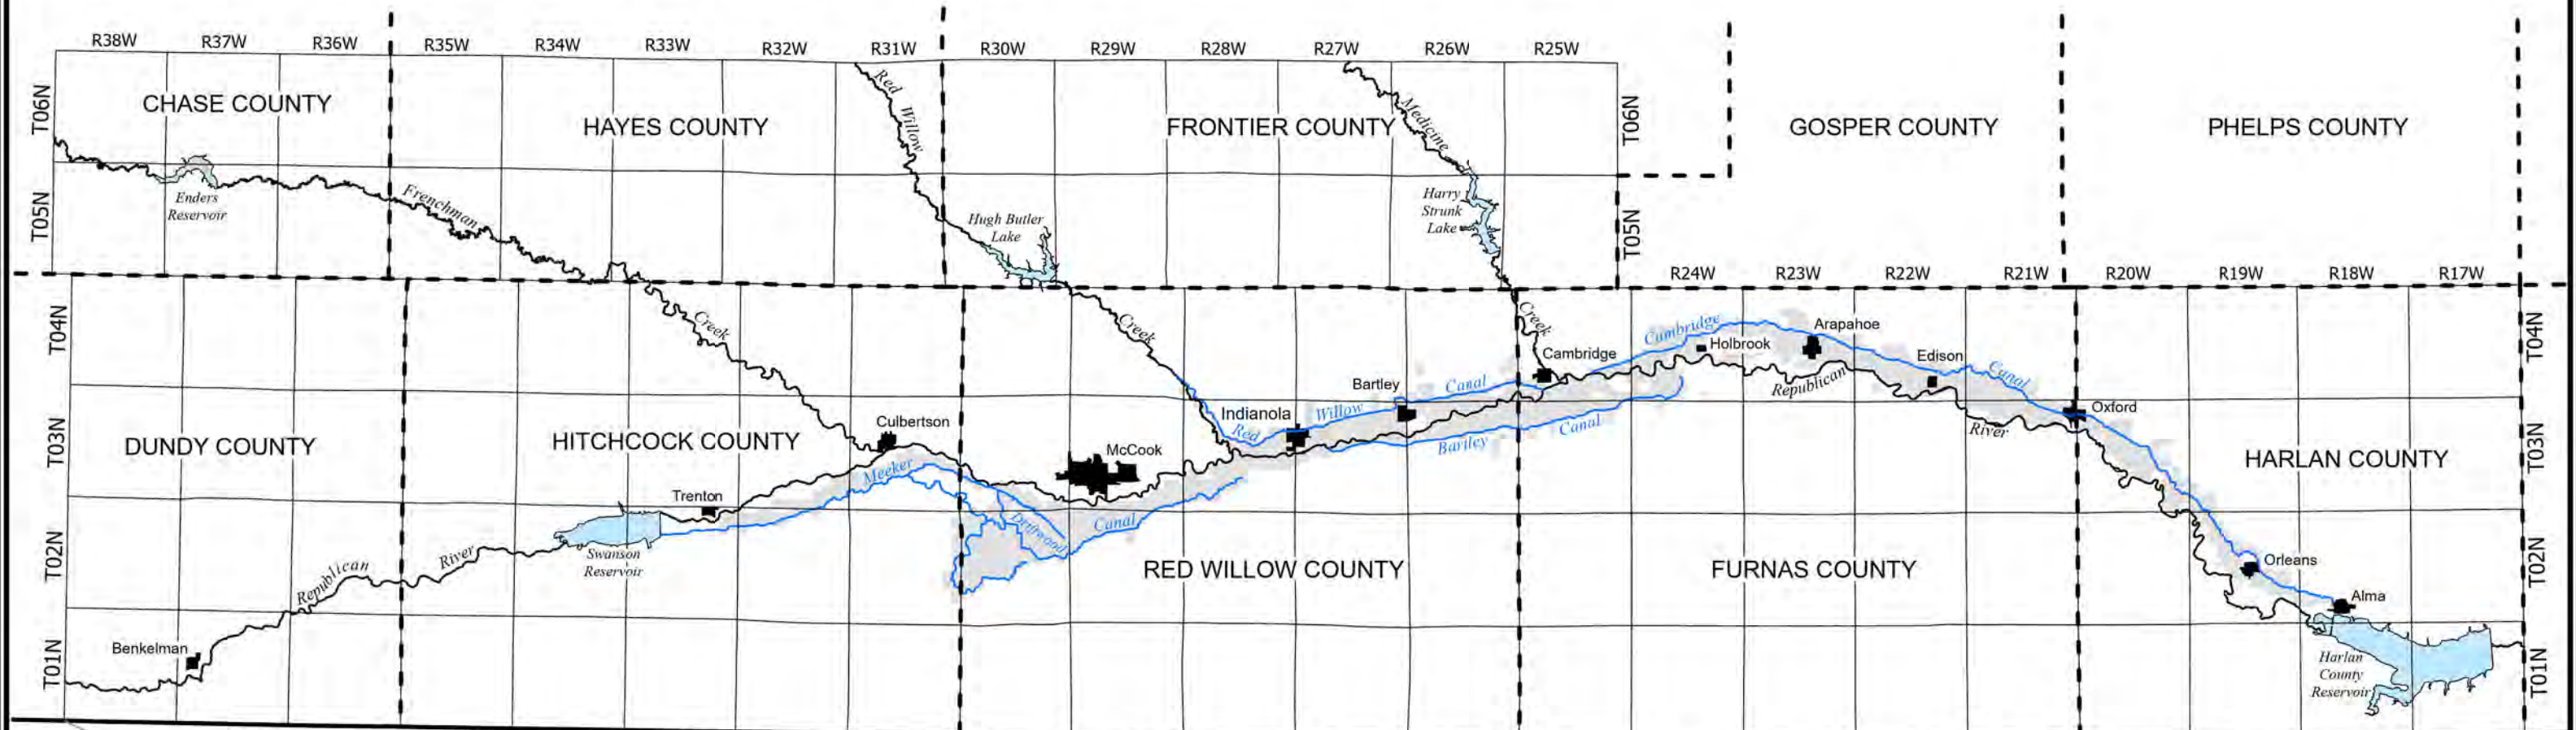 R38W R37W R36W R35W R34W R33W R32W R31W R30W R29W R28W R27W R26W R25W
T06N
CHASE COUNTY
HAYES COUNTY
Red Willow
FRONTIER COUNTY
Medicine
T06N
GOSPER COUNTY
PHELPS COUNTY
T05N
Enders
Reservoir
Frenchman
Hugh Butler
Lake
Harry
Strunk
Lake
T05N
R24W R23W R22W R21W R20W R19W R18W R17W
T04N
Creek
Creek
Creek
Cambridge
Holbrook
Arapahoe
Edison
Canal
T04N
Cambridge
Republican
River
Bartley
Canal
Willow
Red
Indianola
Bartley
Canal
Oxford
T03N
DUNDY COUNTY
HITCHCOCK COUNTY
Culbertson
Meeker
McCook
HARLAN COUNTY
T03N
Trenton
Driftwood
Canal
T02N
Swanson
Reservoir
Republican
River
RED WILLOW COUNTY
FURNAS COUNTY
Orleans
Alma
T02N
T01N
Benkelman
Harlan
County
Reservoir
T01N